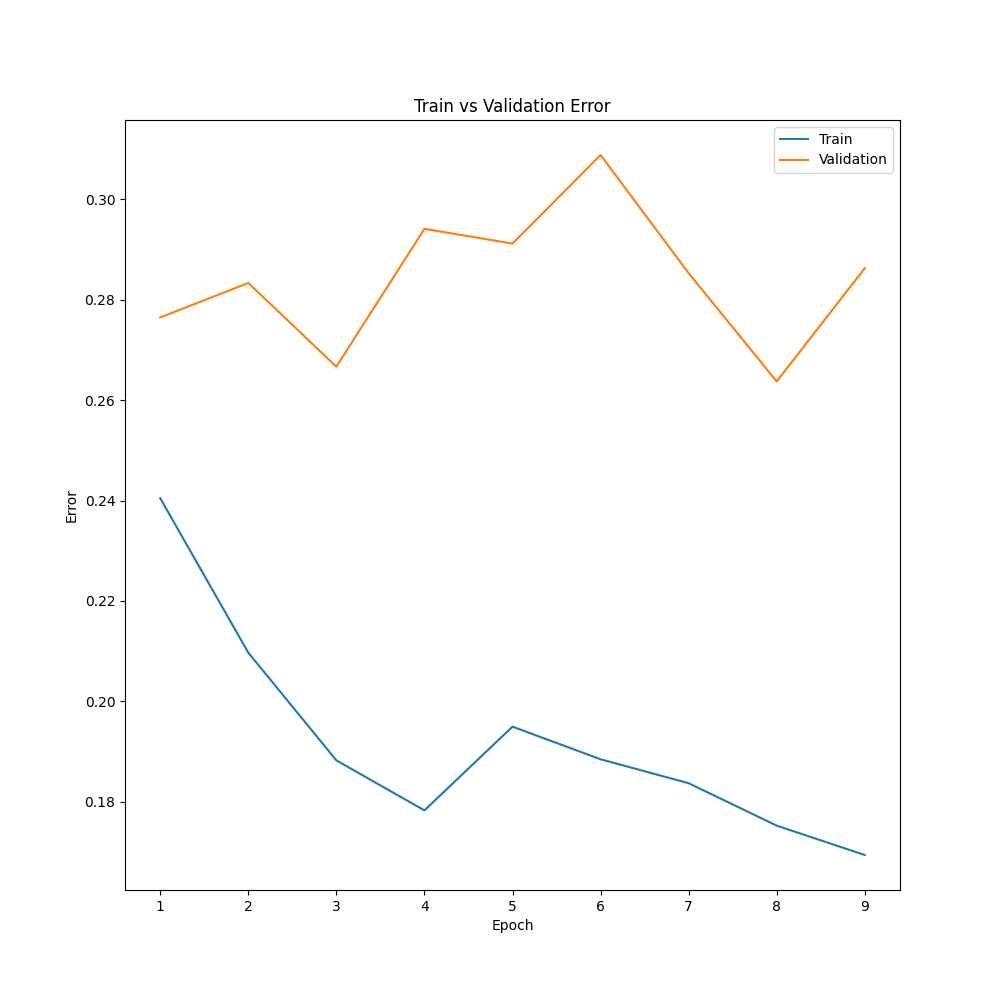 Train vs Validation Error
Train
Validation
0.30
0.28
0.26
0.24
0.22
0.20
0.18
Error
1 2 3 4 5 6 7 8 9
Epoch